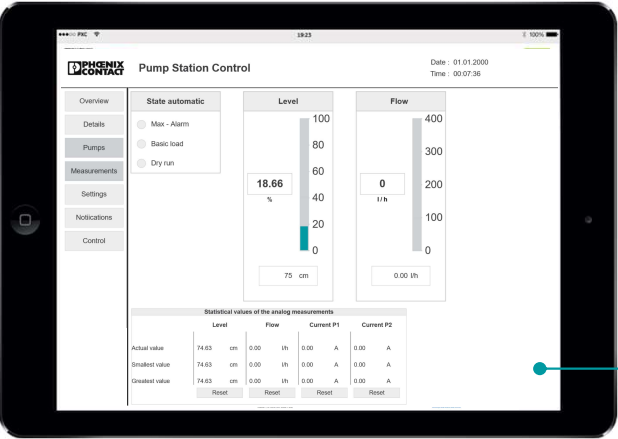 PXC 19:23 100%
PHŒNIX
CONTACT
Pump Station Control
Date : 01.01.2000
Time : 00:07:36
Overview
Details
Pumps
Measurements
Settings
Notiications
Control
State automatic
Max - Alarm
Basic load
Dry run
Level
100
80
60
40
20
0
18.66
%
75 cm
Flow
400
300
200
100
0
0
l / h
0.00 l/h
Statistical values of the analog measurements
Level Flow Current P1 Current P2
Actual value 74.63 cm 0.00 l/h 0.00 A 0.00 A
Smallest value 74.63 cm 0.00 l/h 0.00 A 0.00 A
Greatest value 74.63 cm 0.00 l/h 0.00 A 0.00 A
Reset Reset Reset Reset